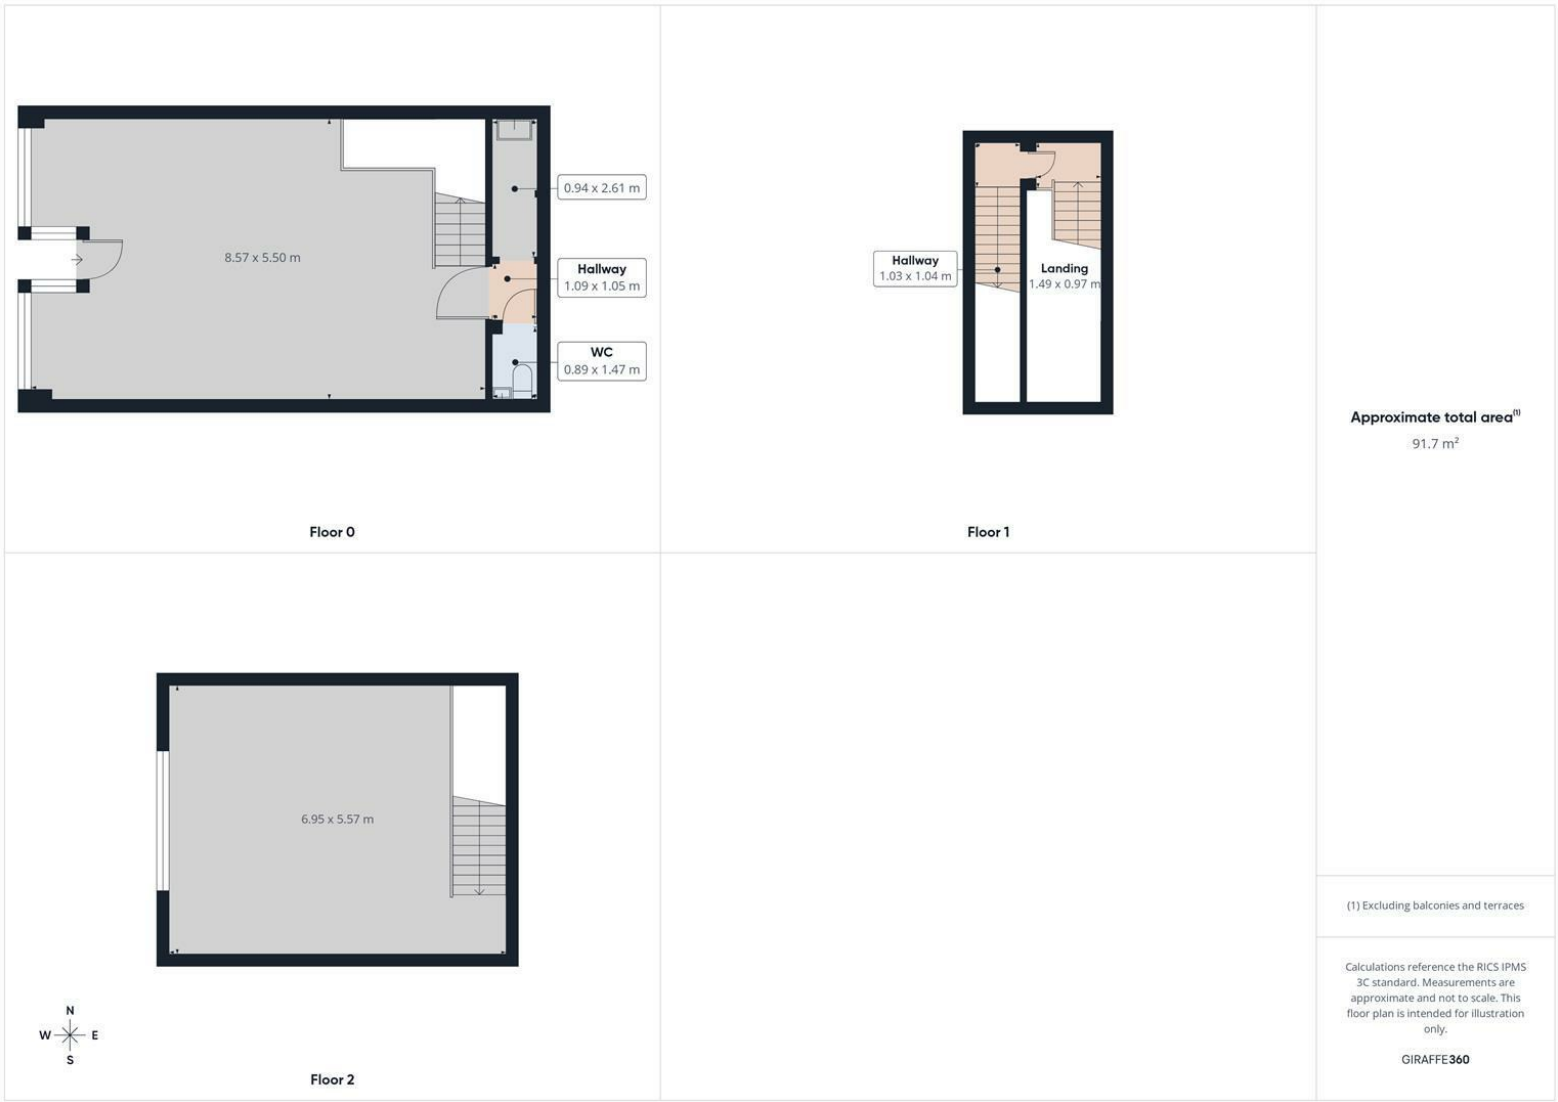 8.57 x 5.50 m
0.94 x 2.61 m
Hallway
1.09 x 1.05 m
WC
0.89 x 1.47 m
Floor 0
Hallway
1.03 x 1.04 m
Landing
1.49 x 0.97 m
Floor 1
6.95 x 5.57 m
N
W E
S
Floor 2
Approximate total area(1)
91.7 m²
(1) Excluding balconies and terraces
Calculations reference the RICS IPMS
3C standard. Measurements are
approximate and not to scale. This
floor plan is intended for illustration
only.
GIRAFFE360